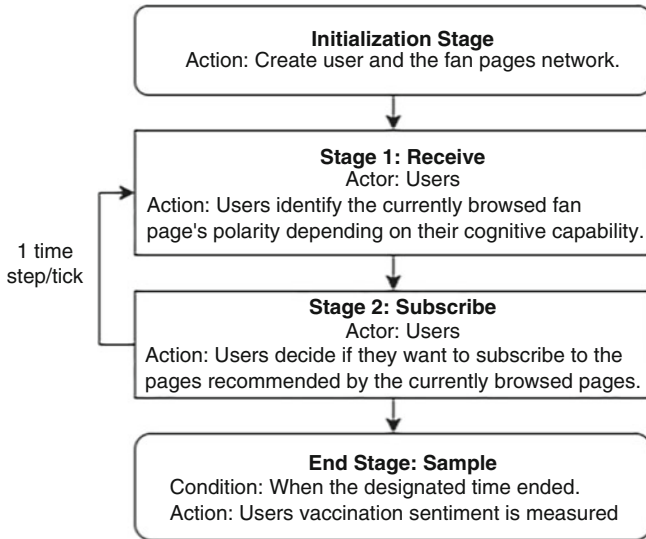 Initialization Stage
Action: Create user and the fan pages network.
Stage 1: Receive
Actor: Users
Action: Users identify the currently browsed fan
page's polarity depending on their cognitive capability.
1 time
step/tick
Stage 2: Subscribe
Actor: Users
Action: Users decide if they want to subscribe to the
pages recommended by the currently browsed pages.
End Stage: Sample
Condition: When the designated time ended.
Action: Users vaccination sentiment is measured